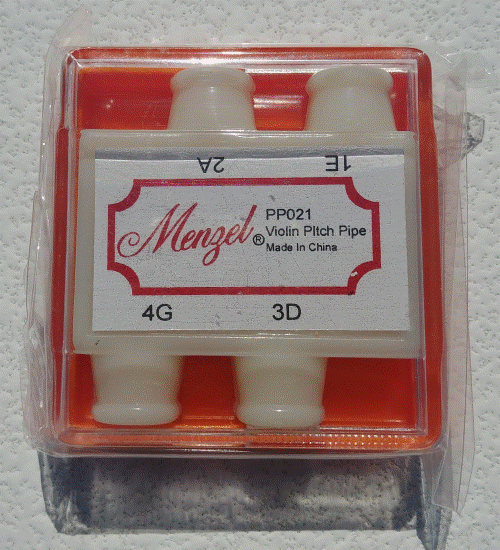 2A 1E
Menzel®
PP021
Violin PItch Pipe
Made In China
4G 3D